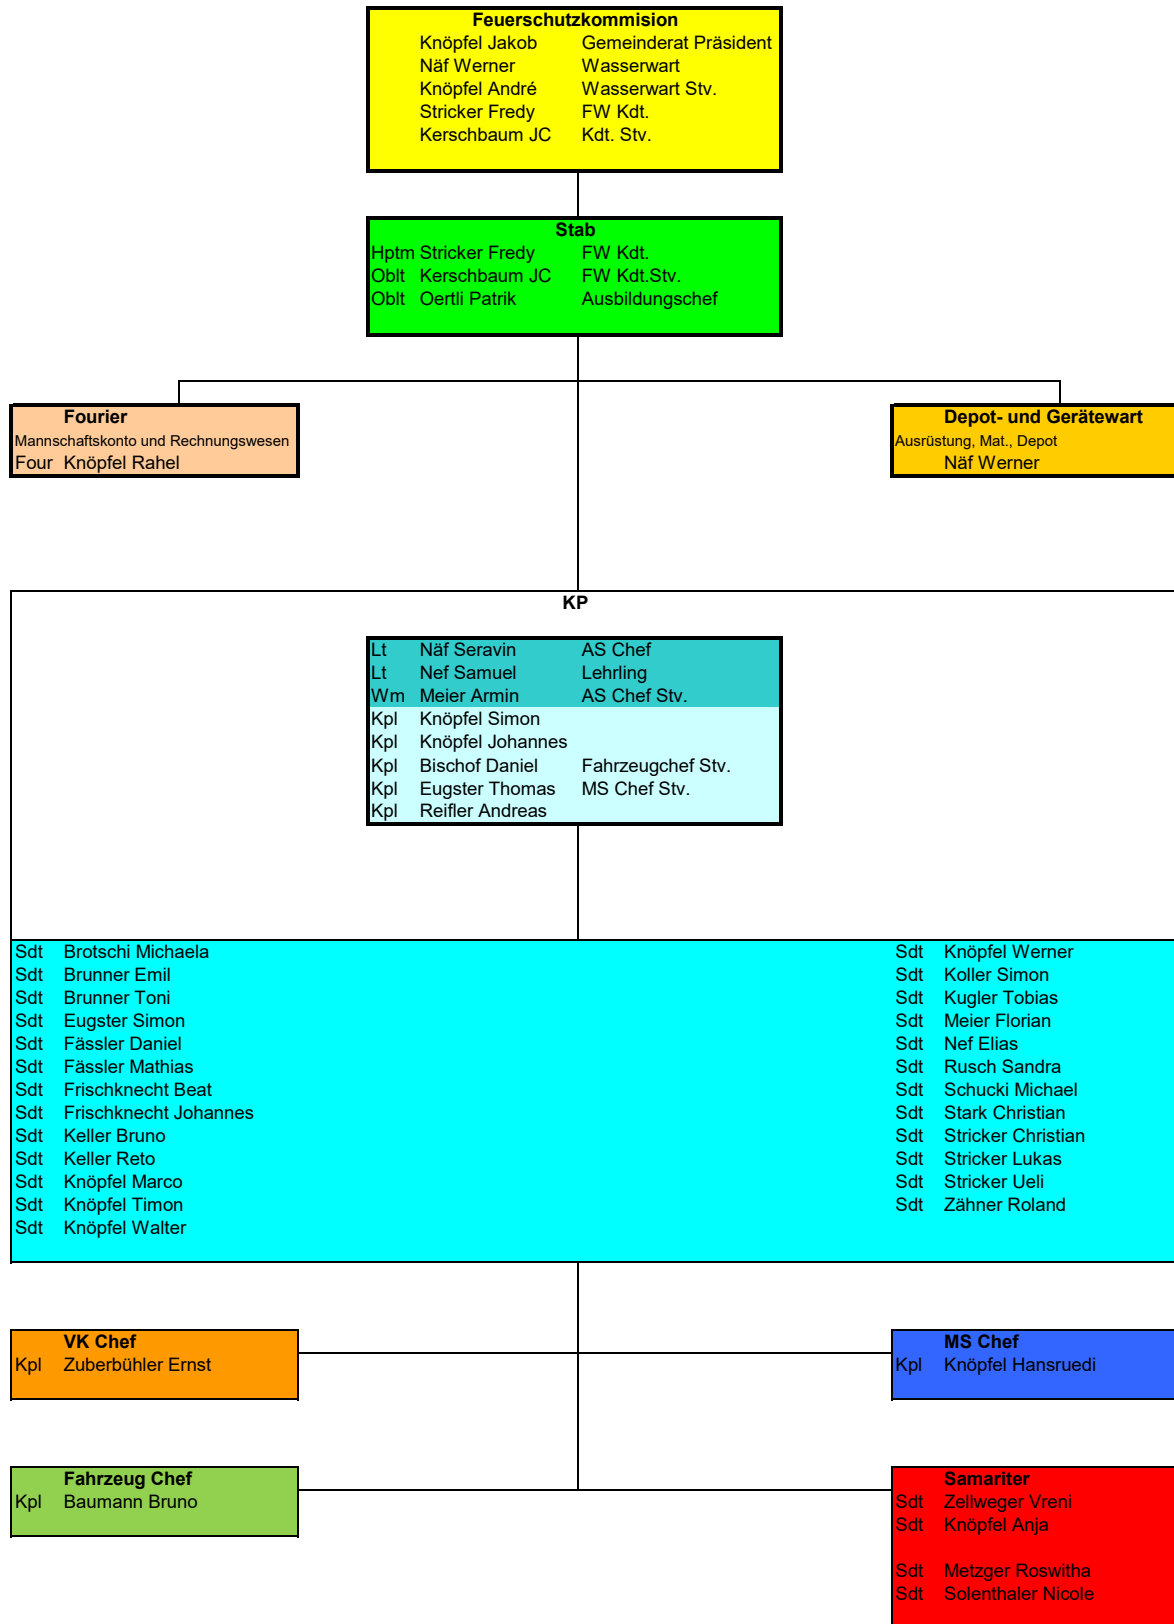 Feuerschutzkommision
Knöpfel Jakob Gemeinderat Präsident
Näf Werner Wasserwart
Knöpfel André Wasserwart Stv.
Stricker Fredy FW Kdt.
Kerschbaum JC Kdt. Stv.
Stab
Hptm Stricker Fredy FW Kdt.
Oblt Kerschbaum JC FW Kdt.Stv.
Oblt Oertli Patrik Ausbildungschef
Fourier
Mannschaftskonto und Rechnungswesen
Four Knöpfel Rahel
Depot- und Gerätewart
Ausrüstung, Mat., Depot
Näf Werner
KP
Lt Näf Seravin AS Chef
Lt Nef Samuel Lehrling
Wm Meier Armin AS Chef Stv.
Kpl Knöpfel Simon
Kpl Knöpfel Johannes
Kpl Bischof Daniel Fahrzeugchef Stv.
Kpl Eugster Thomas MS Chef Stv.
Kpl Reifler Andreas
Sdt Brotschi Michaela
Sdt Brunner Emil
Sdt Brunner Toni
Sdt Eugster Simon
Sdt Fässler Daniel
Sdt Fässler Mathias
Sdt Frischknecht Beat
Sdt Frischknecht Johannes
Sdt Keller Bruno
Sdt Keller Reto
Sdt Knöpfel Marco
Sdt Knöpfel Timon
Sdt Knöpfel Walter
Sdt Knöpfel Werner
Sdt Koller Simon
Sdt Kugler Tobias
Sdt Meier Florian
Sdt Nef Elias
Sdt Rusch Sandra
Sdt Schucki Michael
Sdt Stark Christian
Sdt Stricker Christian
Sdt Stricker Lukas
Sdt Stricker Ueli
Sdt Zähner Roland
VK Chef
Kpl Zuberbühler Ernst
MS Chef
Kpl Knöpfel Hansruedi
Fahrzeug Chef
Kpl Baumann Bruno
Samariter
Sdt Zellweger Vreni
Sdt Knöpfel Anja
Sdt Metzger Roswitha
Sdt Solenthaler Nicole